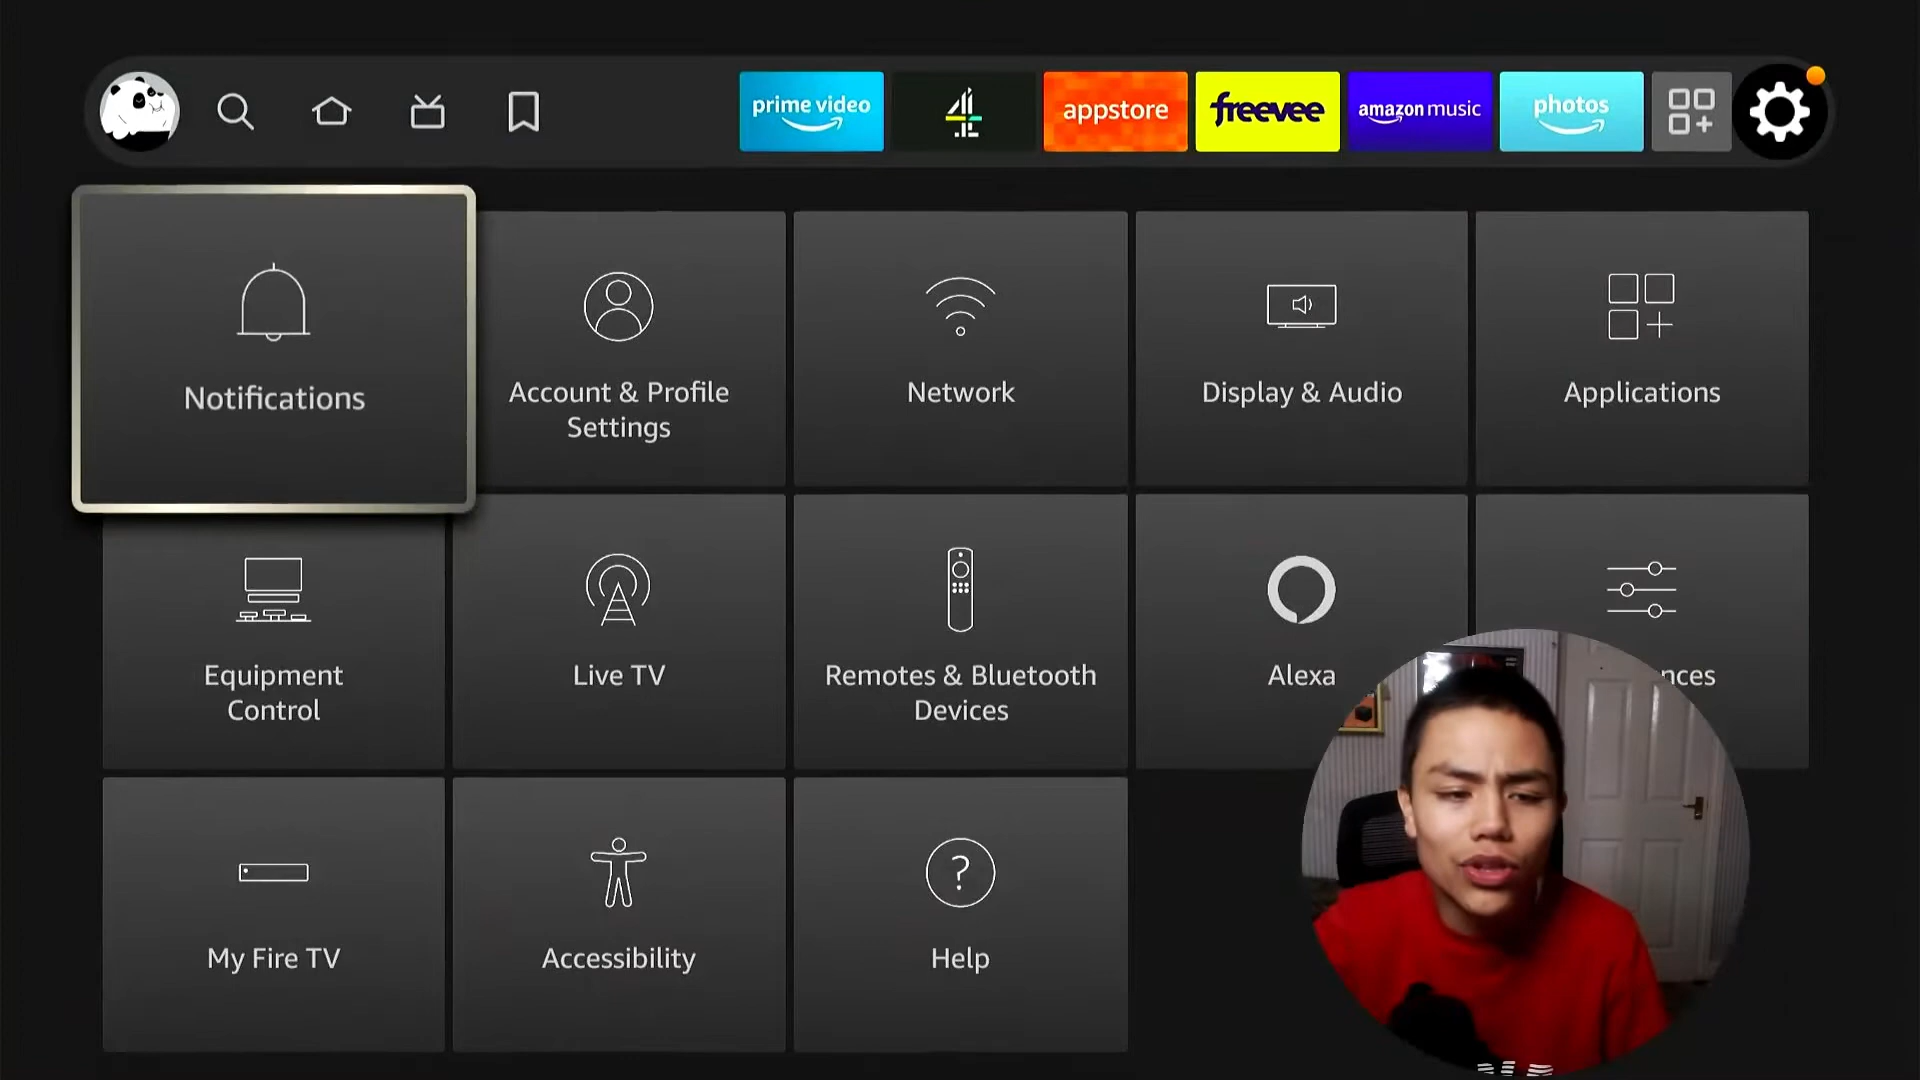 prime video
4
appstore
freevee
amazon music
photos
Notifications
Account & Profile
Settings
Network
Display & Audio
Applications
Equipment
Control
Live TV
Remotes & Bluetooth
Devices
Alexa
nces
My Fire TV
Accessibility
?
Help